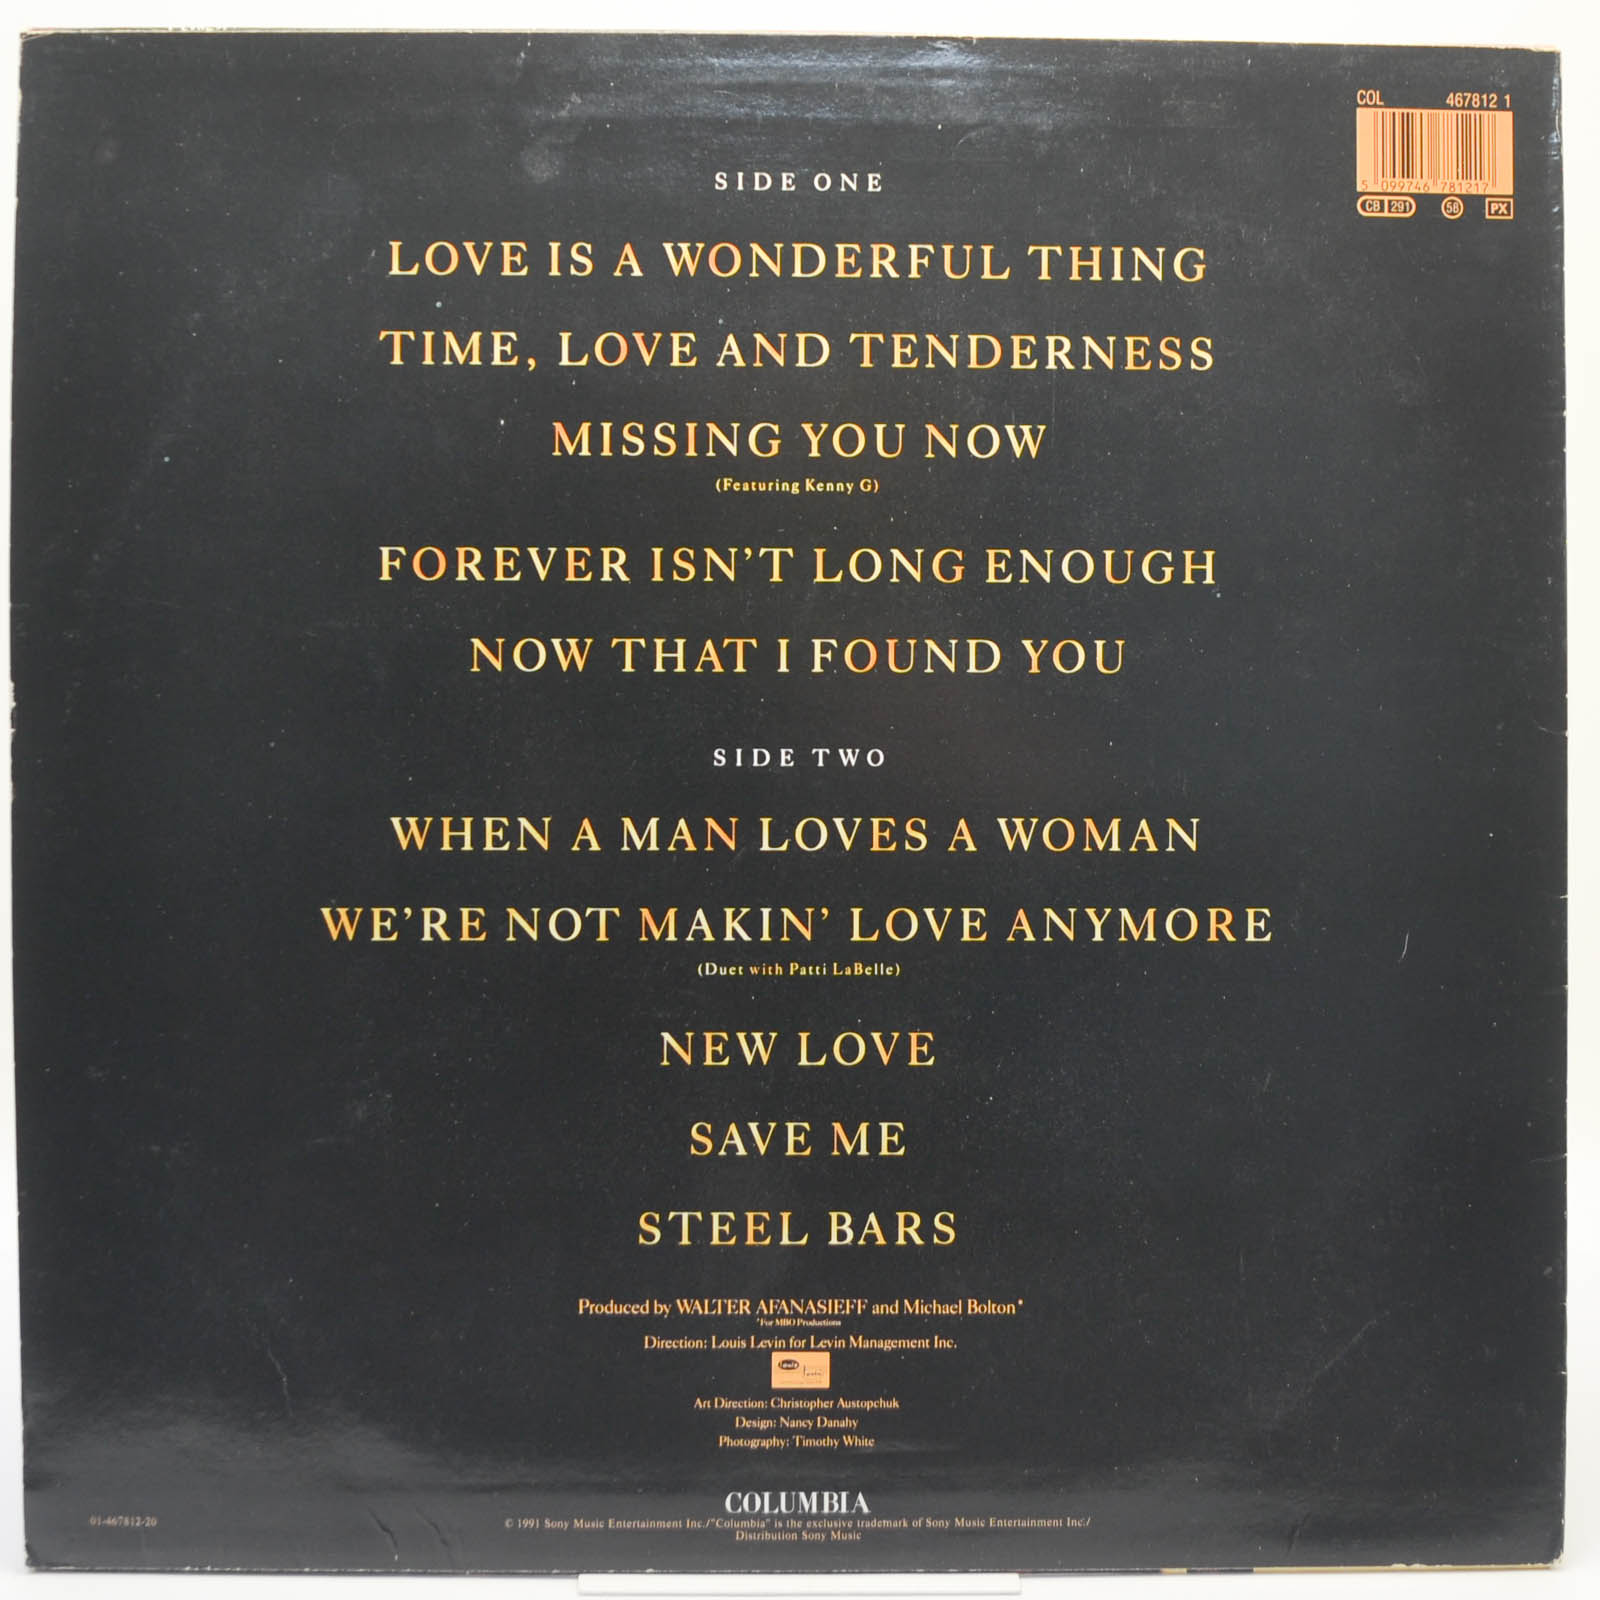 COL 467812 1
5 099746 781217
CB 291 58 PX
SIDE ONE
LOVE IS A WONDERFUL THING
TIME, LOVE AND TENDERNESS
MISSING YOU NOW
(Featuring Kenny G)
FOREVER ISN'T LONG ENOUGH
NOW THAT I FOUND YOU
SIDE TWO
WHEN A MAN LOVES A WOMAN
WE'RE NOT MAKIN' LOVE ANYMORE
(Duet with Patti LaBelle)
NEW LOVE
SAVE ME
STEEL BARS
Produced by WALTER AFANASIEFF and Michael Bolton*
*For MBO Productions
Direction: Louis Levin for Levin Management Inc.
Art Direction: Christopher Austopchuk
Design: Nancy Danahy
Photography: Timothy White
COLUMBIA
01-467812-20
© 1991 Sony Music Entertainment Inc./"Columbia" is the exclusive trademark of Sony Music Entertainment Inc./
Distribution Sony Music